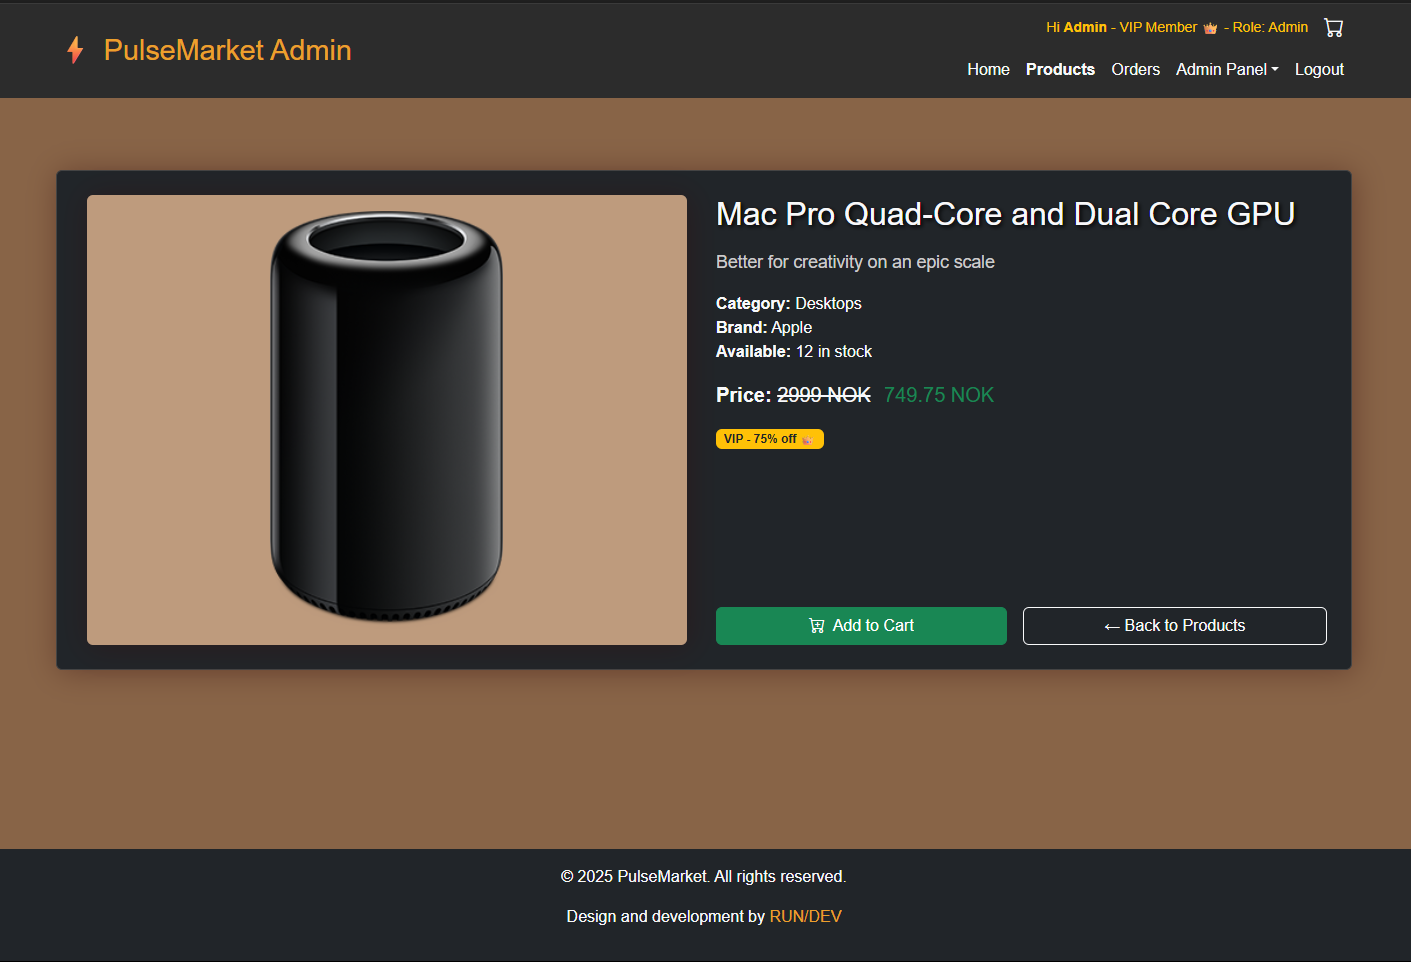 PulseMarket Admin
Hi Admin - VIP Member 👑 - Role: Admin
Home Products Orders Admin Panel Logout
Mac Pro Quad-Core and Dual Core GPU
Better for creativity on an epic scale
Category: Desktops
Brand: Apple
Available: 12 in stock
Price: 2999 NOK 749.75 NOK
VIP - 75% off 👑
Add to Cart
← Back to Products
© 2025 PulseMarket. All rights reserved.
Design and development by RUN/DEV